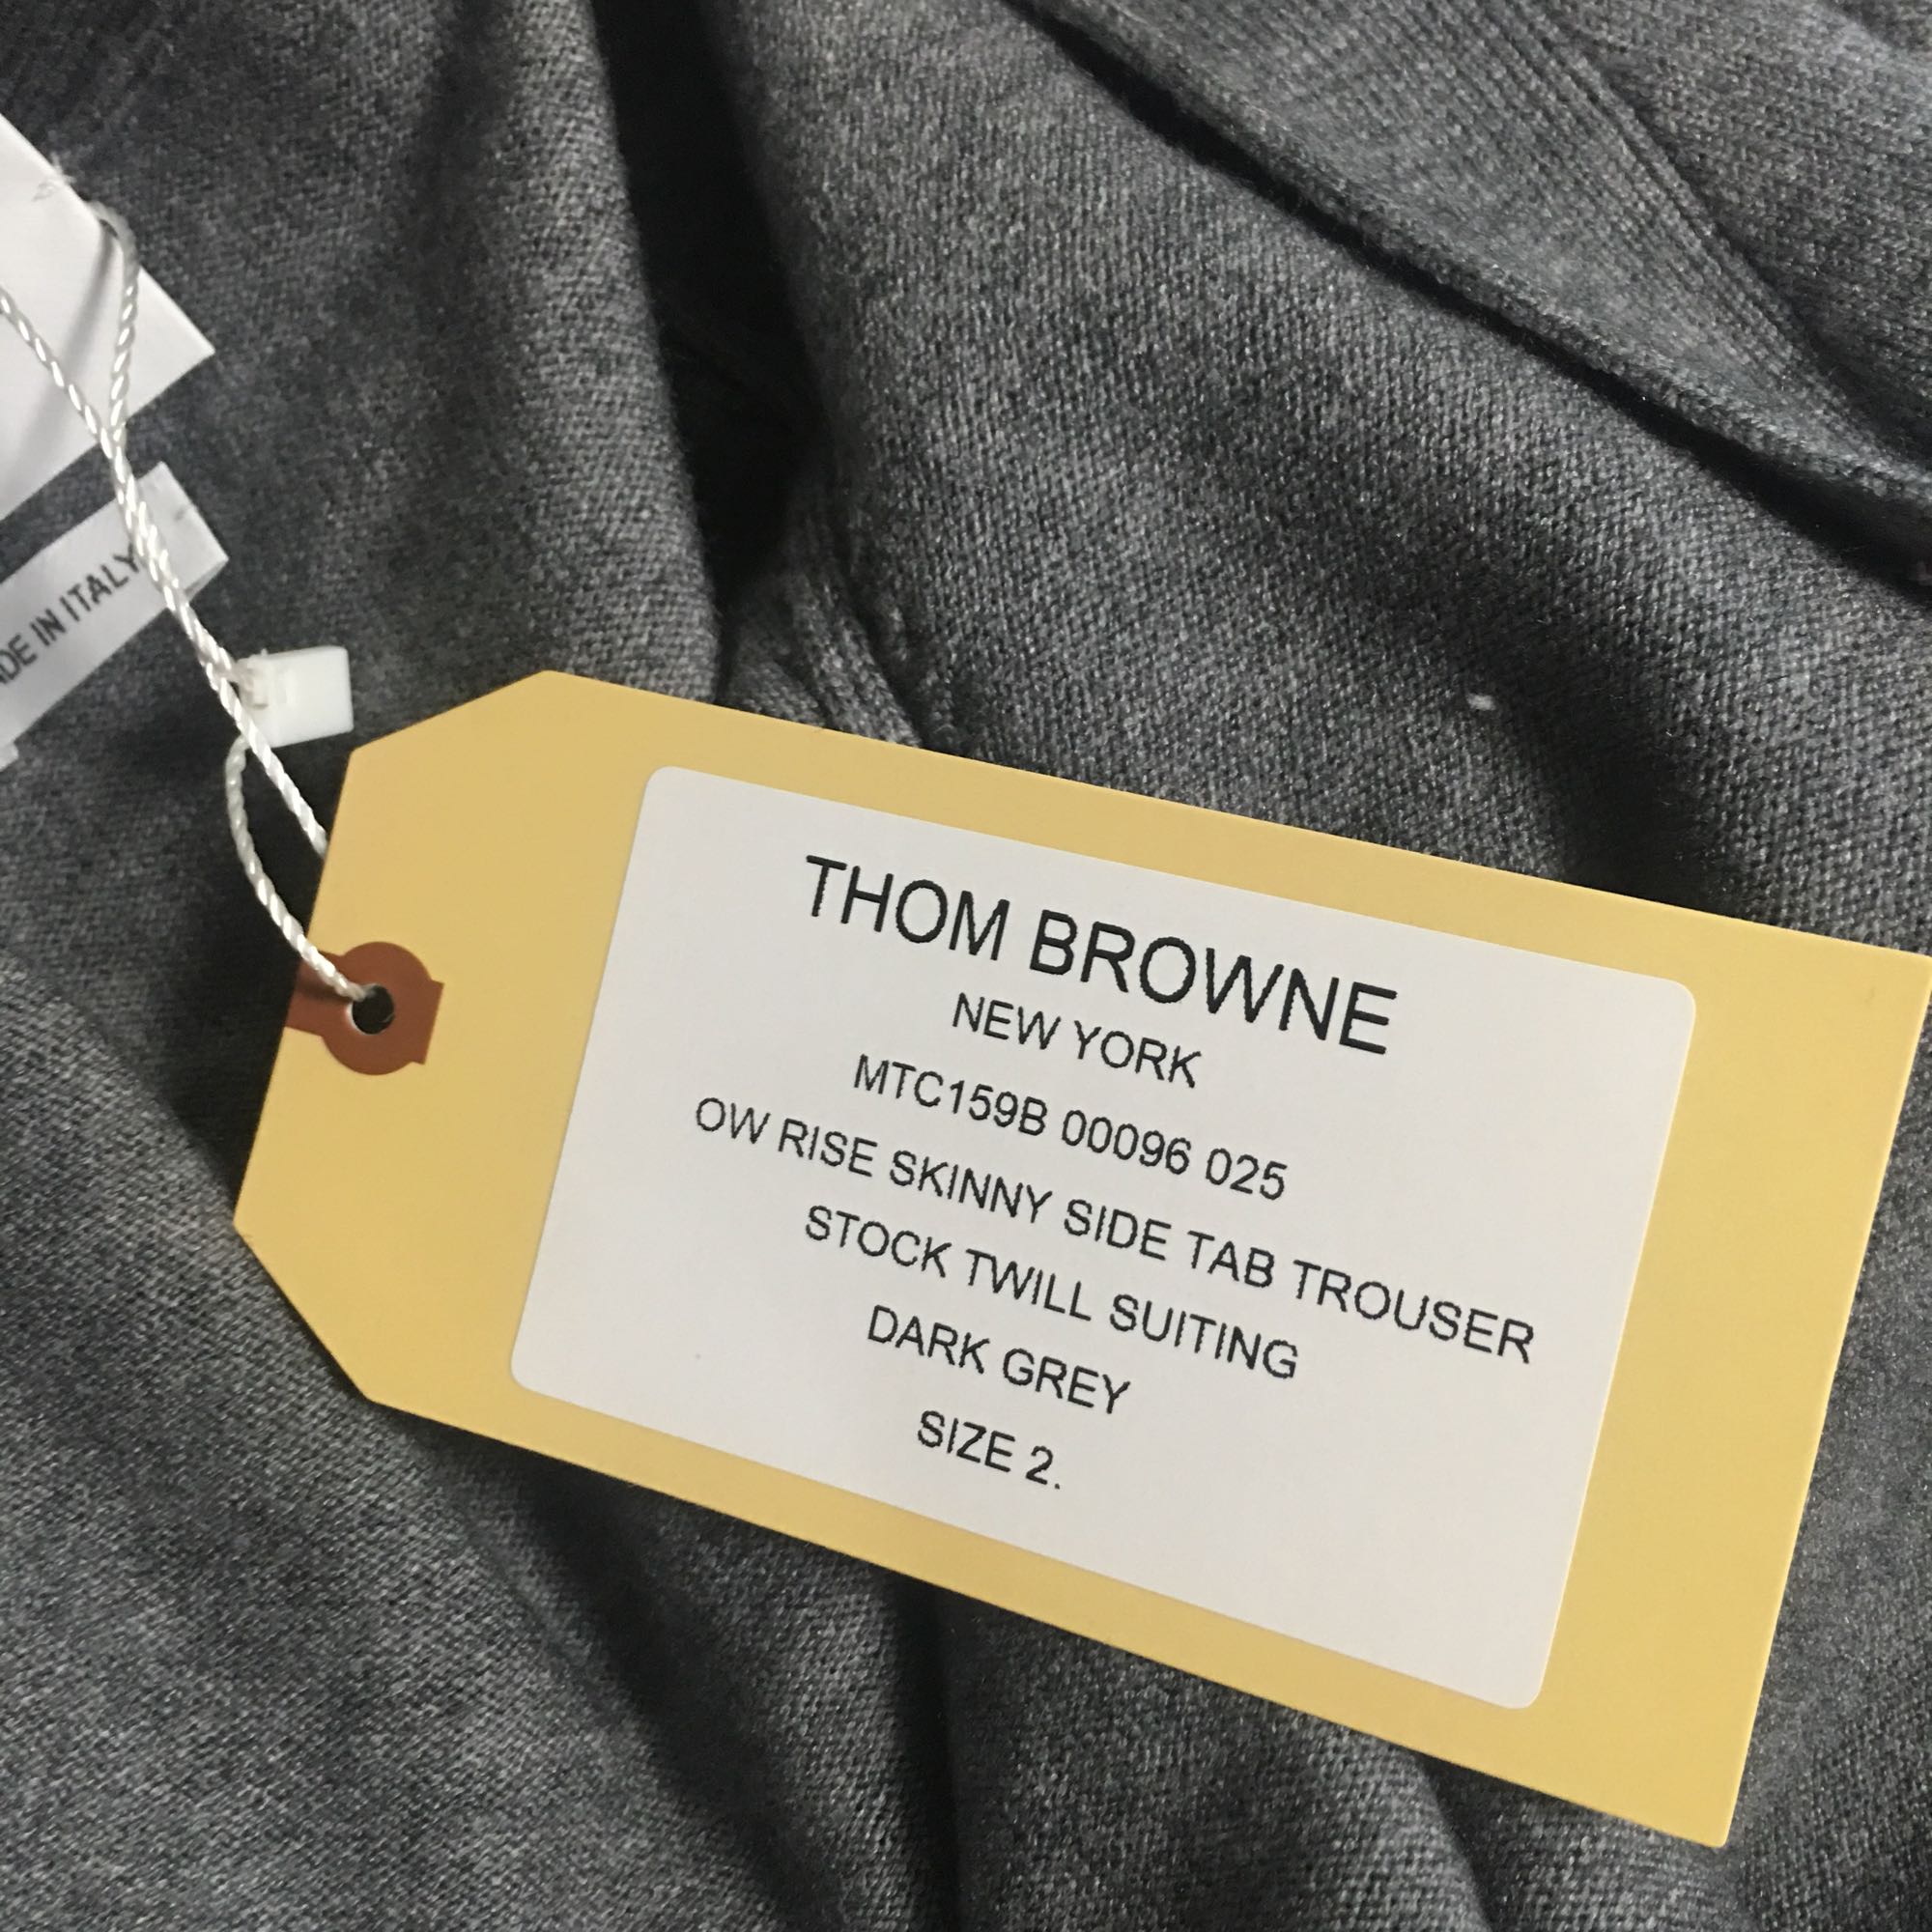 DE IN ITALY
THOM BROWNE
NEW YORK
MTC159B 00096 025
OW RISE SKINNY SIDE TAB TROUSER
STOCK TWILL SUITING
DARK GREY
SIZE 2.